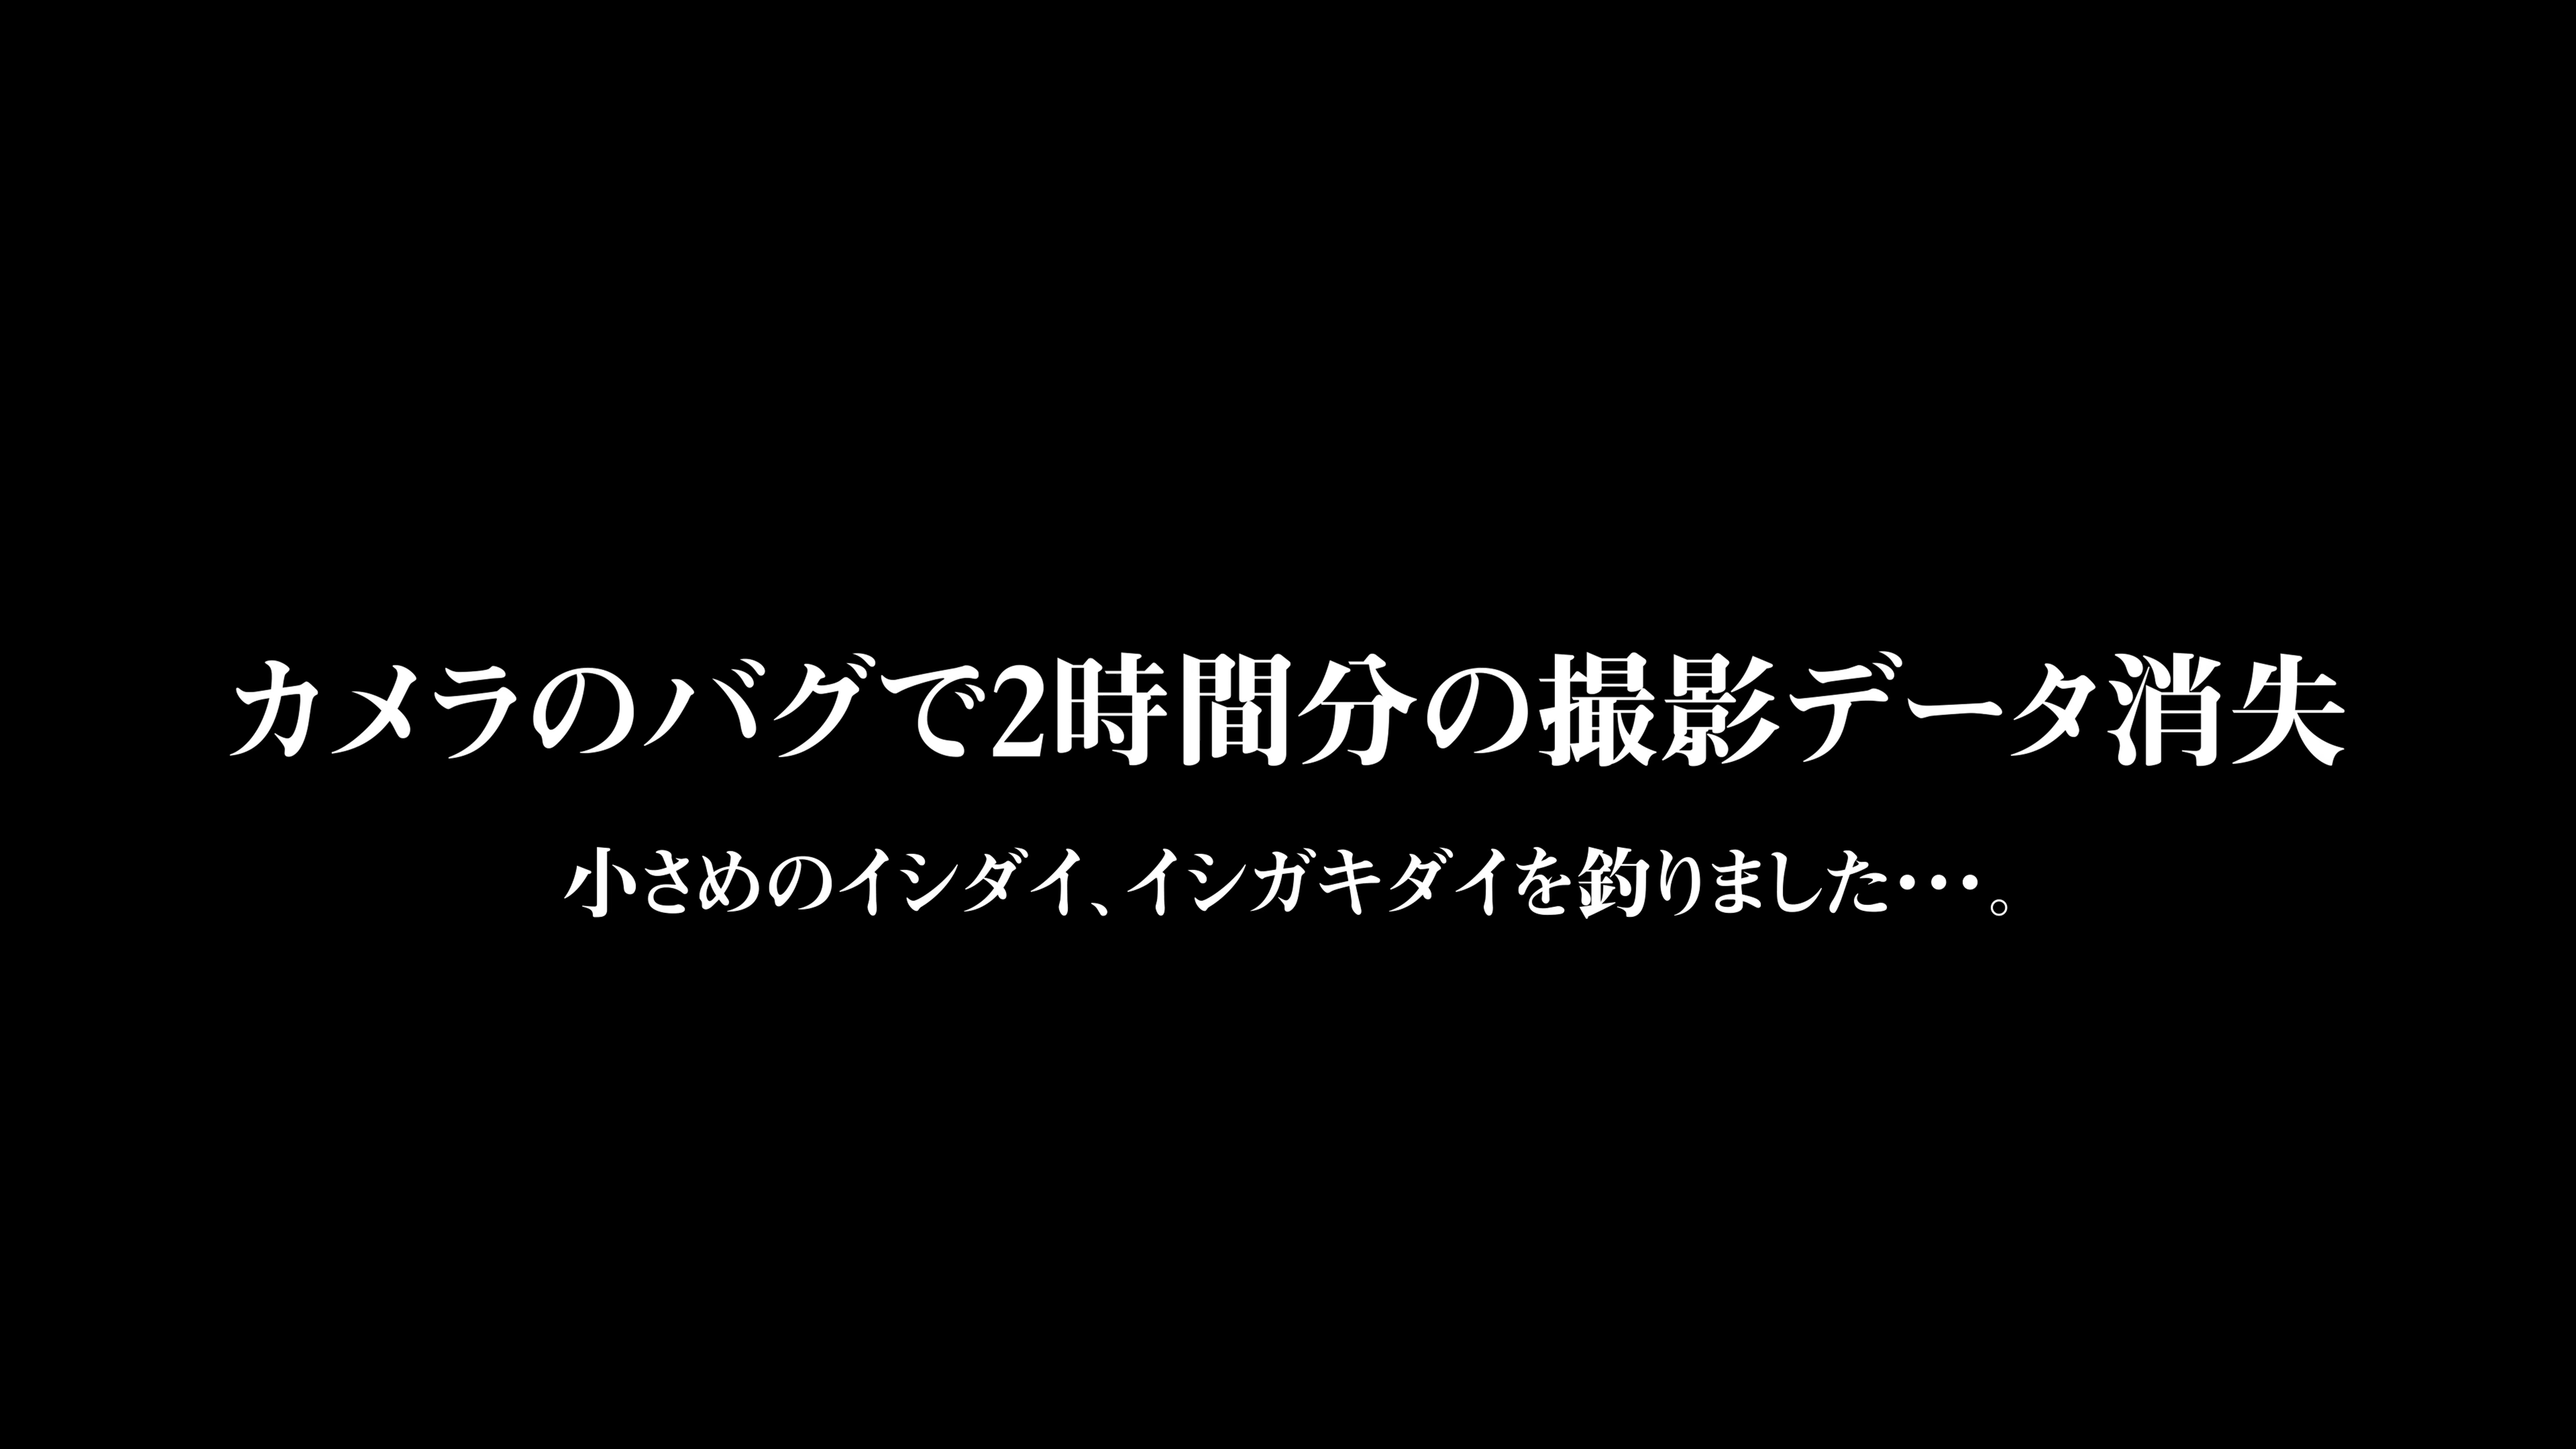 カメラのバグで2時間分の撮影データ消失
小さめのイシダイ、イシガキダイを釣りました･･･。